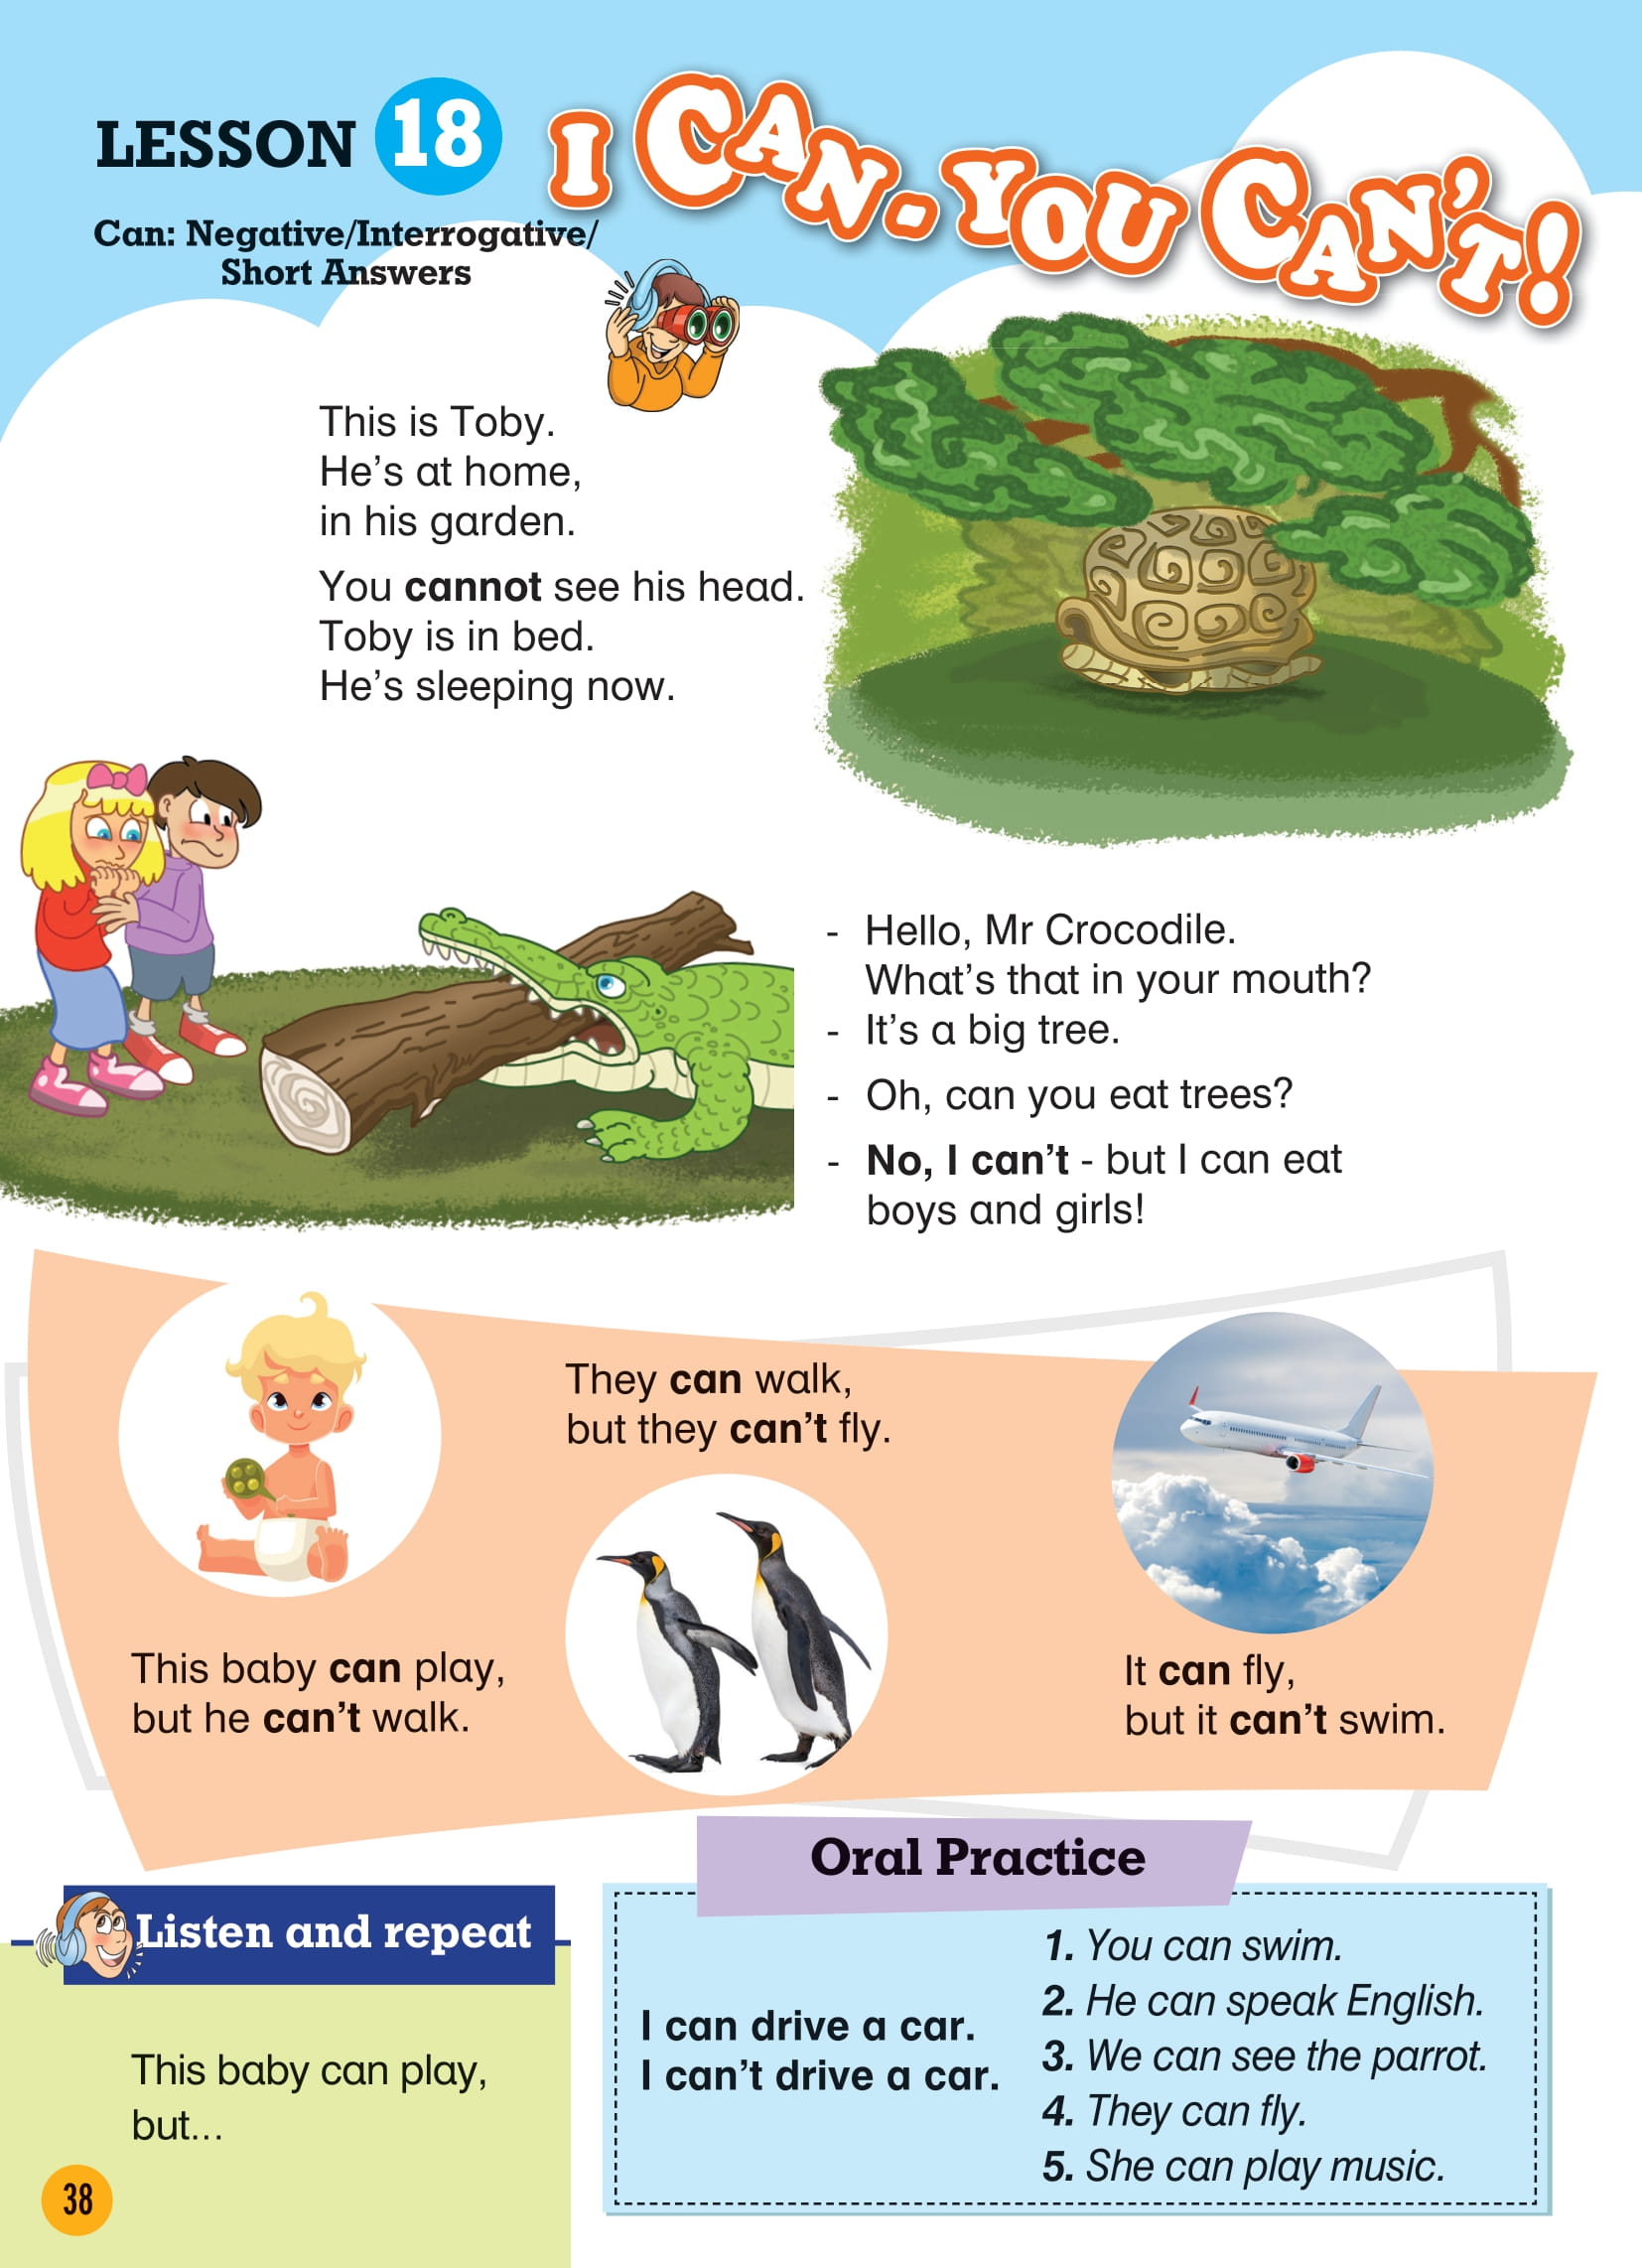 LESSON 18
I CAN - YOU CAN'T!
Can: Negative/Interrogative/
Short Answers
This is Toby.
He's at home,
in his garden.
You cannot see his head.
Toby is in bed.
He's sleeping now.
- Hello, Mr Crocodile.
What's that in your mouth?
- It's a big tree.
- Oh, can you eat trees?
- No, I can't - but I can eat
boys and girls!
This baby can play,
but he can't walk.
They can walk,
but they can't fly.
It can fly,
but it can't swim.
Listen and repeat
This baby can play,
but...
Oral Practice
I can drive a car.
I can't drive a car.
1. You can swim.
2. He can speak English.
3. We can see the parrot.
4. They can fly.
5. She can play music.
38